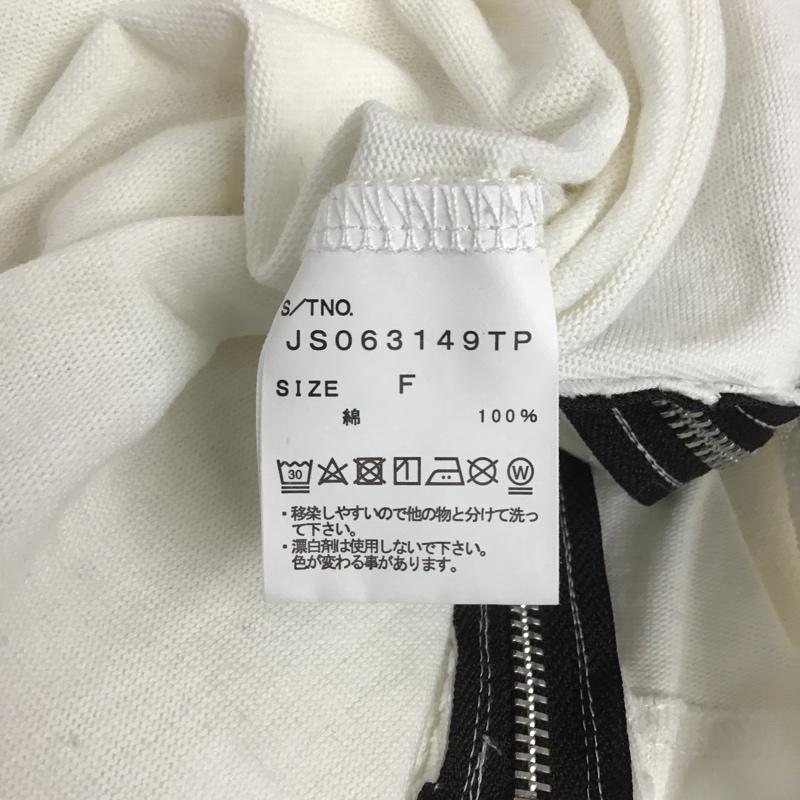 S/TNO.
JS063149TP
SIZE F
綿 100%
30 W
・移染しやすいので他の物と分けて洗っ
て下さい。
・漂白剤は使用しないで下さい。
色が変わる事があります。